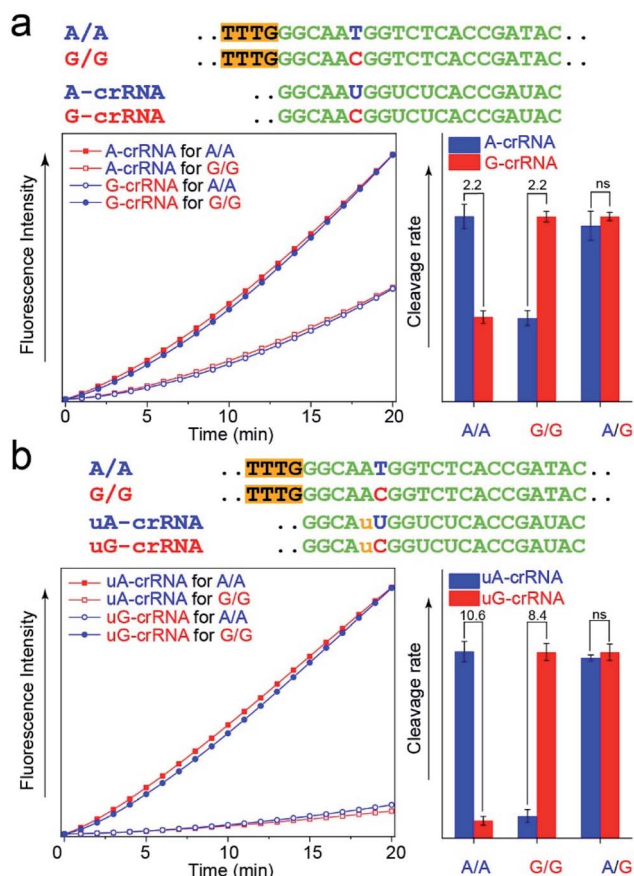 a
A/A ..TTTGGGCAATGGTCTCACCGATAC..
G/G ..TTTGGGCAACGGTCTCACCGATAC..
A-crRNA ..GGCAAUGGUCUCACCGAUAC
G-crRNA ..GGCAACGGUCUCACCGAUAC
Fluorescence Intensity
A-crRNA for A/A
A-crRNA for G/G
G-crRNA for A/A
G-crRNA for G/G
0 5 10 15 20
Time (min)
Cleavage rate
A-crRNA
G-crRNA
2.2 2.2 ns
A/A G/G A/G
b
A/A ..TTTGGGCAATGGTCTCACCGATAC..
G/G ..TTTGGGCAACGGTCTCACCGATAC..
uA-crRNA ..GGCAuUGGUCUCACCGAUAC
uG-crRNA ..GGCAuCGGUCUCACCGAUAC
Fluorescence Intensity
uA-crRNA for A/A
uA-crRNA for G/G
uG-crRNA for A/A
uG-crRNA for G/G
0 5 10 15 20
Time (min)
Cleavage rate
uA-crRNA
uG-crRNA
10.6 8.4 ns
A/A G/G A/G